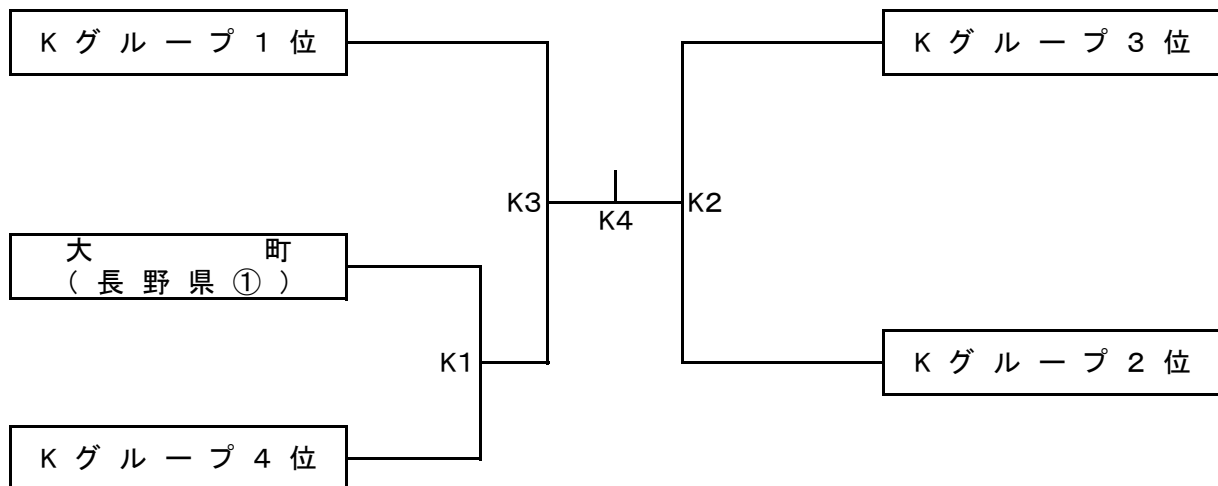 Kグループ1位
Kグループ3位
K3
K4
K2
大町
(長野県①)
K1
Kグループ2位
Kグループ4位